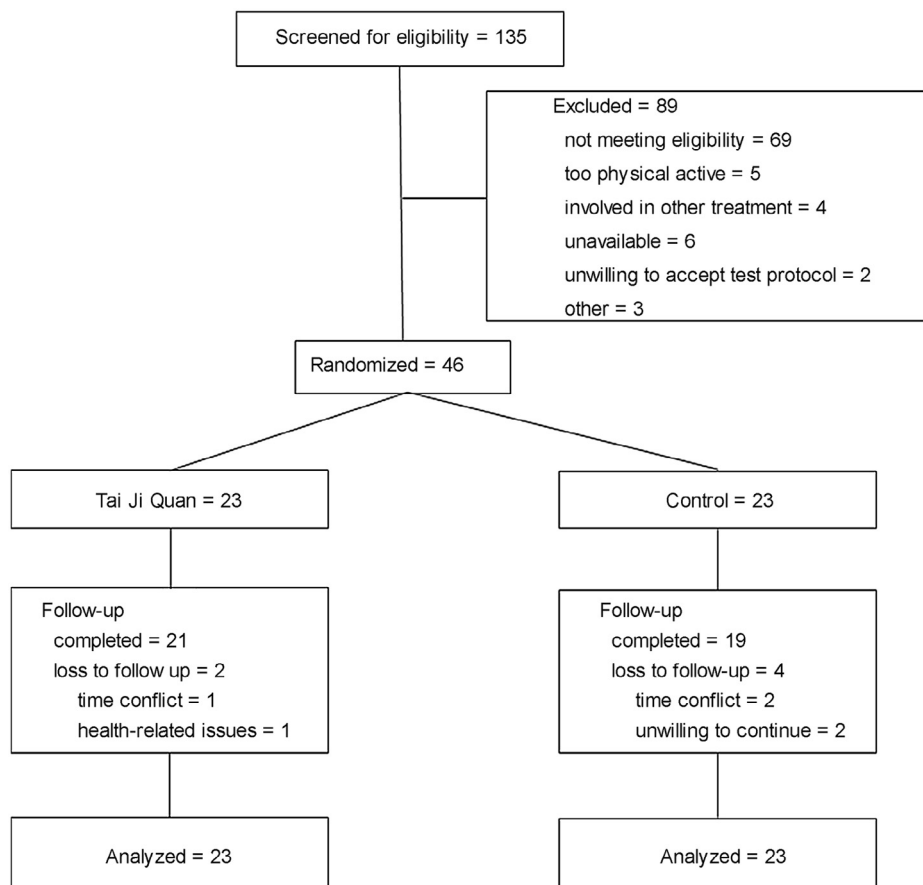 Screened for eligibility = 135
Excluded = 89
not meeting eligibility = 69
too physical active = 5
involved in other treatment = 4
unavailable = 6
unwilling to accept test protocol = 2
other = 3
Randomized = 46
Tai Ji Quan = 23
Control = 23
Follow-up
completed = 21
loss to follow up = 2
time conflict = 1
health-related issues = 1
Follow-up
completed = 19
loss to follow-up = 4
time conflict = 2
unwilling to continue = 2
Analyzed = 23
Analyzed = 23